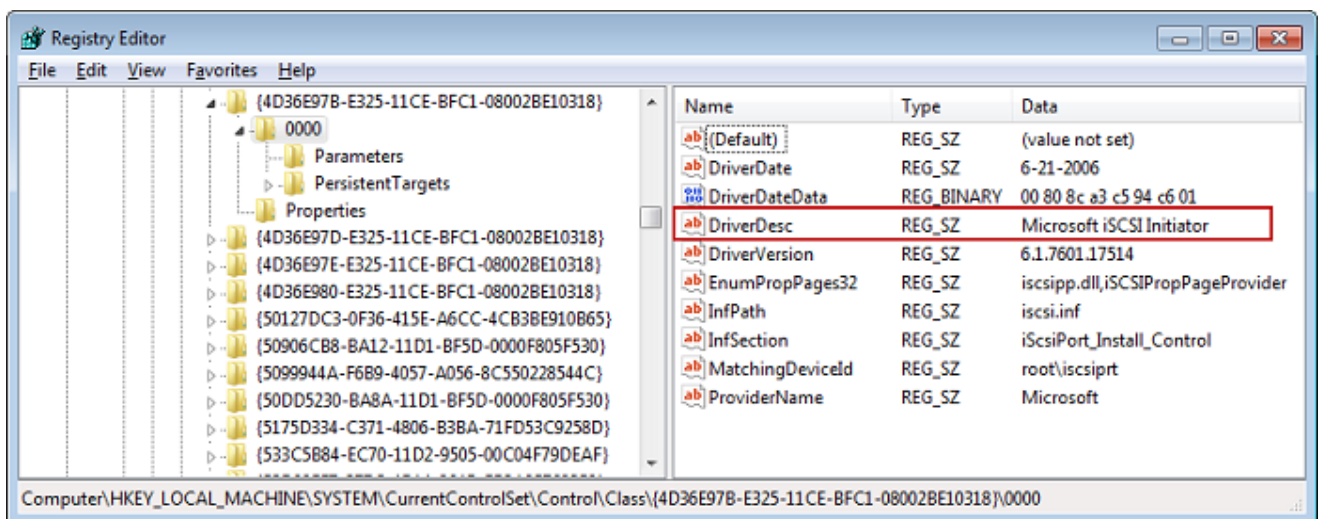 Registry Editor
File Edit View Favorites Help
{4D36E97B-E325-11CE-BFC1-08002BE10318}
0000
Parameters
PersistentTargets
Properties
{4D36E97D-E325-11CE-BFC1-08002BE10318}
{4D36E97E-E325-11CE-BFC1-08002BE10318}
{4D36E980-E325-11CE-BFC1-08002BE10318}
{50127DC3-0F36-415E-A6CC-4CB3BE910B65}
{50906CB8-BA12-11D1-BF5D-0000F805F530}
{5099944A-F6B9-4057-A056-8C550228544C}
{50DD5230-BA8A-11D1-BF5D-0000F805F530}
{5175D334-C371-4806-B3BA-71FD53C9258D}
{533C5B84-EC70-11D2-9505-00C04F79DEAF}
Name Type Data
(Default) REG_SZ (value not set)
DriverDate REG_SZ 6-21-2006
DriverDateData REG_BINARY 00 80 8c a3 c5 94 c6 01
DriverDesc REG_SZ Microsoft iSCSI Initiator
DriverVersion REG_SZ 6.1.7601.17514
EnumPropPages32 REG_SZ iscsipp.dll,iSCSIPropPageProvider
InfPath REG_SZ iscsi.inf
InfSection REG_SZ iScsiPort_Install_Control
MatchingDeviceId REG_SZ root\iscsiprt
ProviderName REG_SZ Microsoft
Computer\HKEY_LOCAL_MACHINE\SYSTEM\CurrentControlSet\Control\Class\{4D36E97B-E325-11CE-BFC1-08002BE10318}\0000